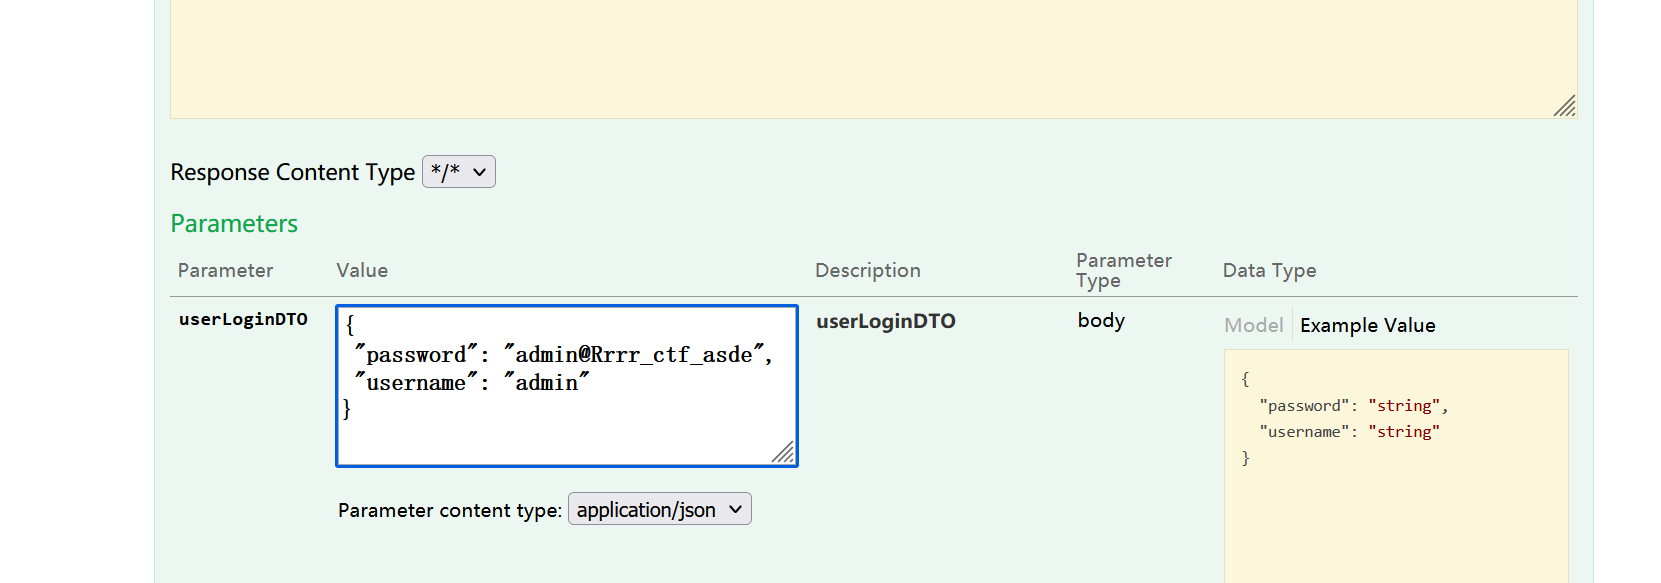 Response Content Type */*
Parameters
Parameter Value Description Parameter Type Data Type
userLoginDTO
{
"password": "admin@Rrrr_ctf_asde",
"username": "admin"
}
Parameter content type: application/json
userLoginDTO
body
Model Example Value
{
"password": "string",
"username": "string"
}